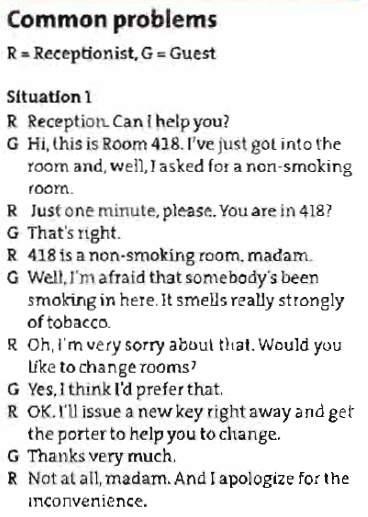 Common problems
R = Receptionist, G = Guest
Situation 1
R Reception. Can I help you?
G Hi, this is Room 418. I've just got into the
room and, well, I asked for a non-smoking
room.
R Just one minute, please. You are in 418?
G That's right.
R 418 is a non-smoking room, madam.
G Well, I'm afraid that somebody's been
smoking in here. It smells really strongly
of tobacco.
R Oh, I'm very sorry about that. Would you
like to change rooms?
G Yes, I think I'd prefer that.
R OK. I'll issue a new key right away and get
the porter to help you to change.
G Thanks very much.
R Not at all, madam. And I apologize for the
inconvenience.